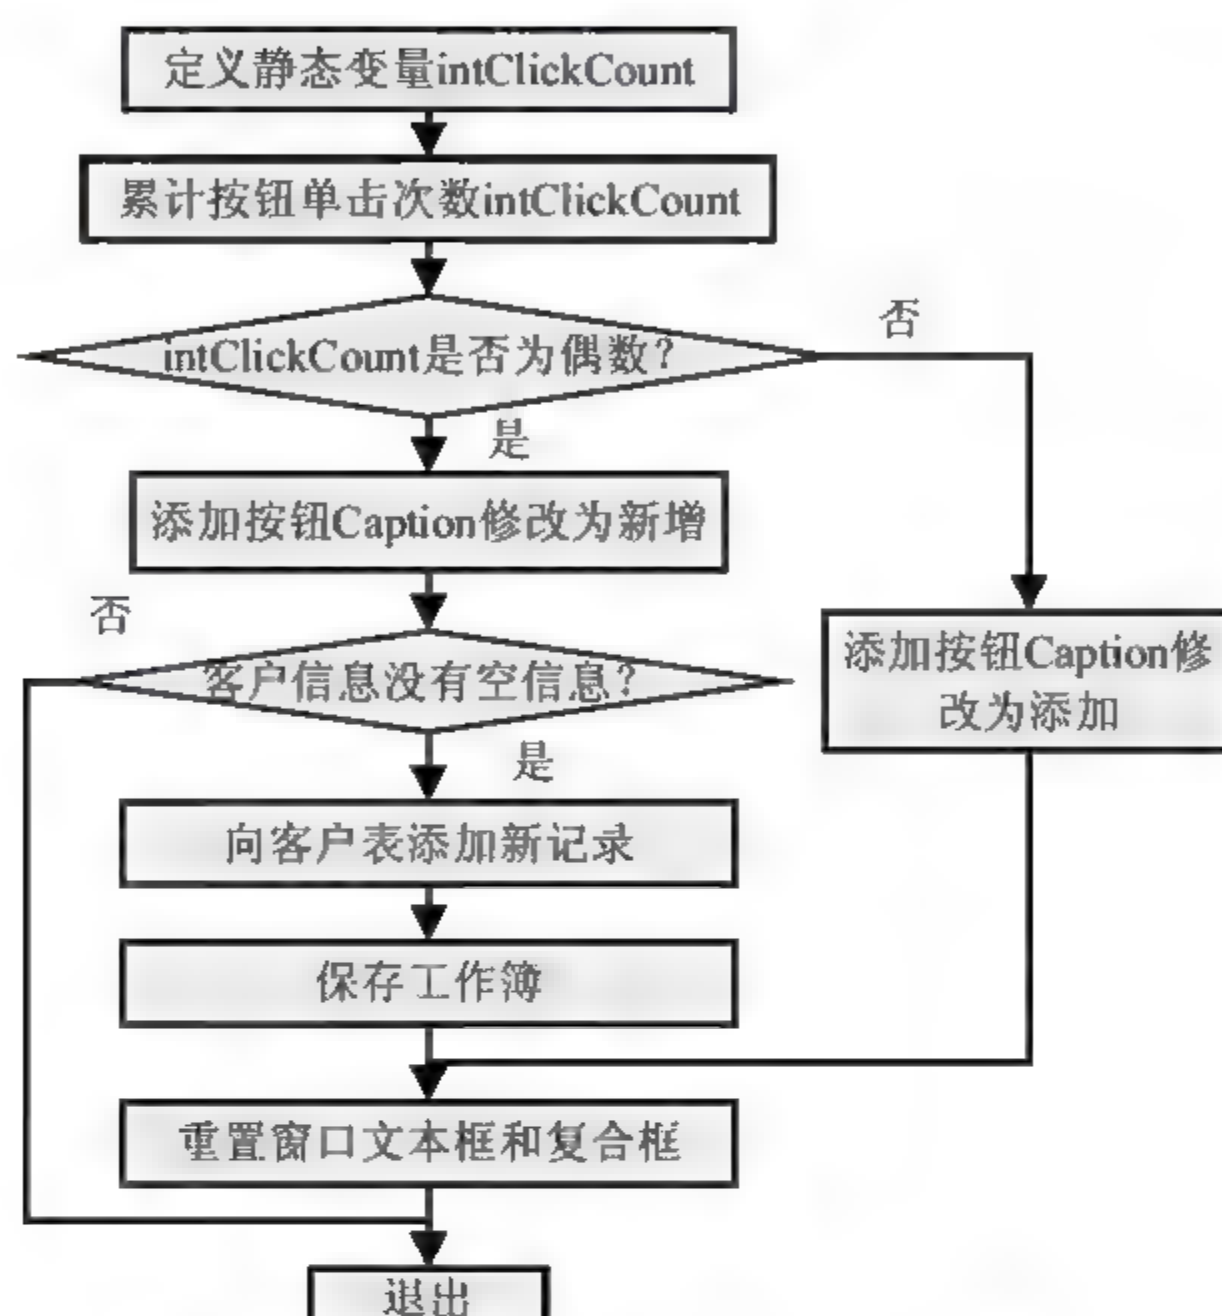 定义静态变量intClickCount
累计按钮单击次数intClickCount
否
intClickCount是否为偶数？
是
添加按钮Caption修改为新增
否
客户信息没有空信息？
添加按钮Caption修
改为添加
是
向客户表添加新记录
保存工作簿
重置窗口文本框和复合框
退出